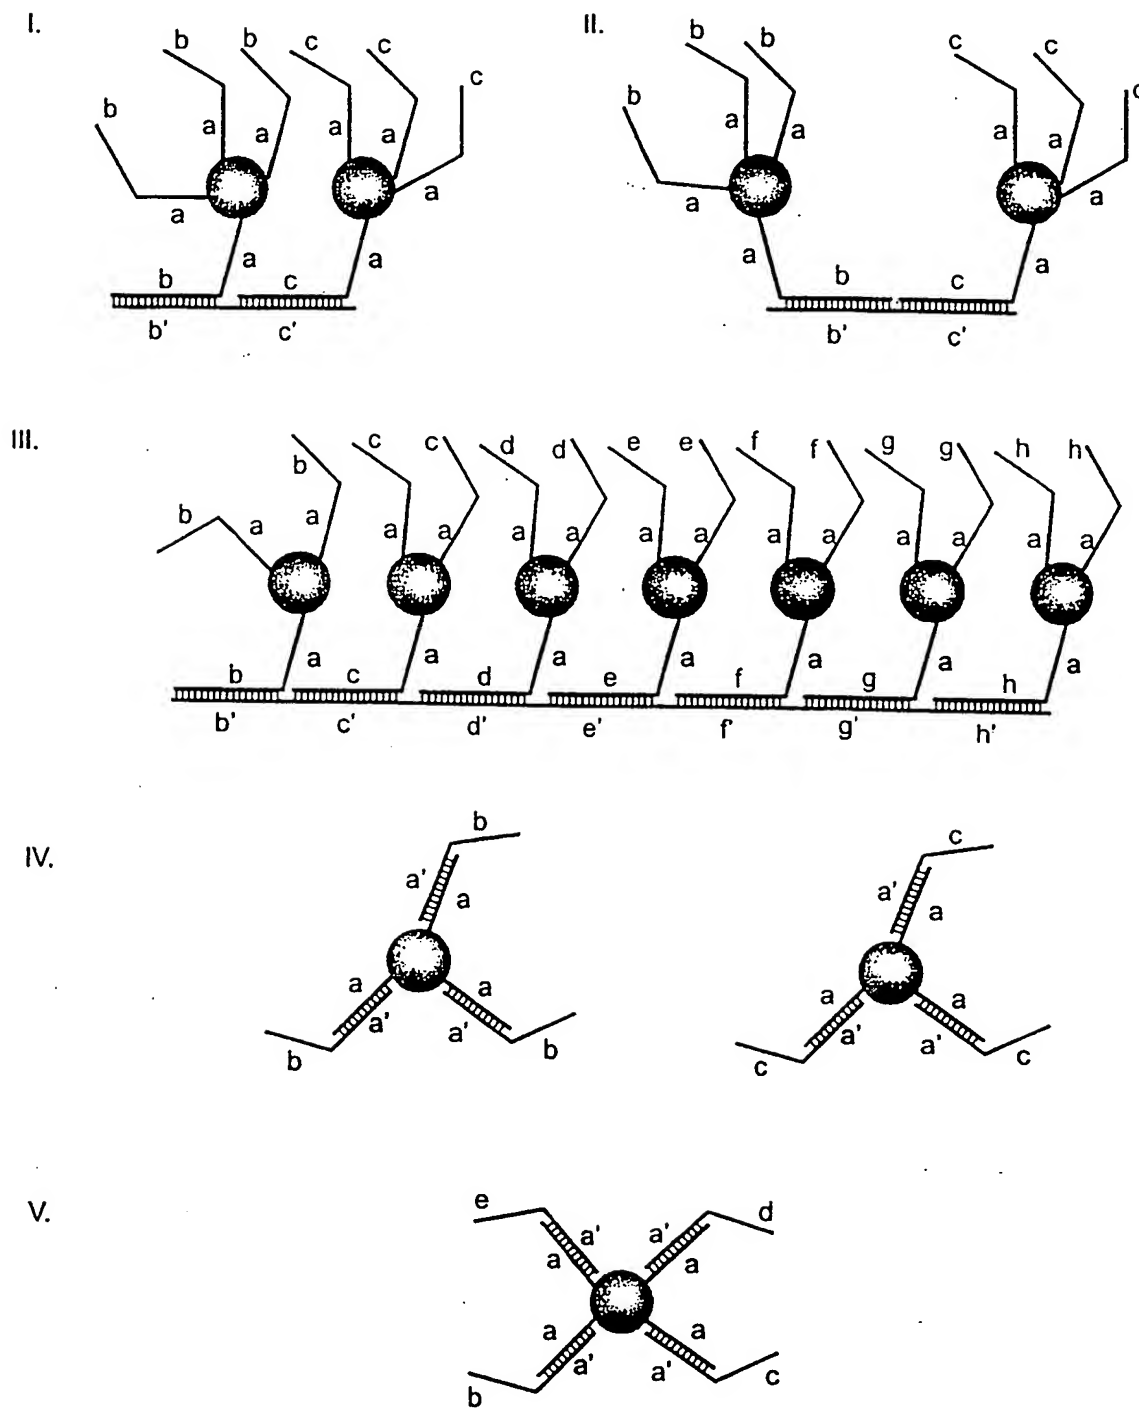 I.
II.
b b c c
b b c c
b c
b c
a a a a
a a a a
a a
a a
a a
a a
b c
b c
b' c'
b' c'
III.
b b c c d d e e f f g g h h
a a a a a a a a a a a a a a
a a a a a a a
b c d e f g h
b' c' d' e' f' g' h'
IV.
b c
a' a a' a
a a' a a' a a' a a'
b b c c
V.
e d
a' a a' a
a a' a a'
b c